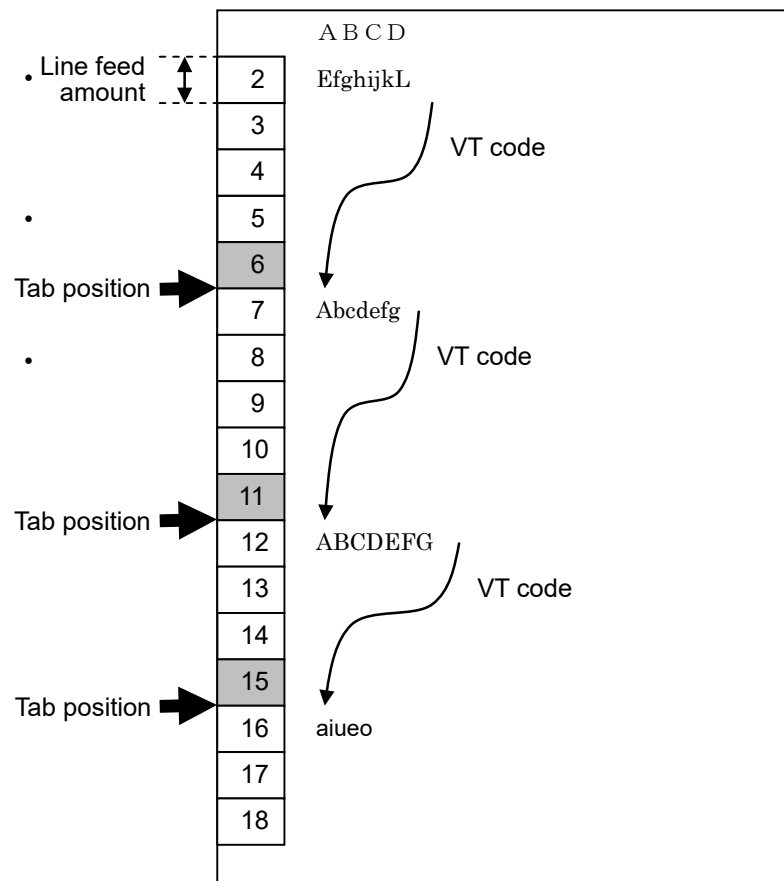 ＡＢＣＤ
• Line feed amount
2 EfghijkL
3
VT code
4
• 5
6
Tab position
7 Abcdefg
• 8
VT code
9
10
11
Tab position
12 ABCDEFG
13
VT code
14
15
Tab position
16 aiueo
17
18